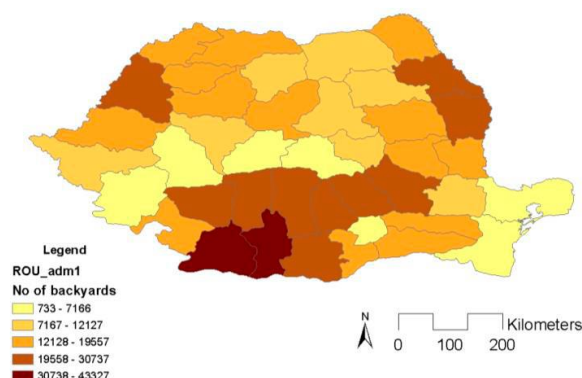 Legend
ROU_adm1
No of backyards
733 - 7166
7167 - 12127
12128 - 19557
19558 - 30737
30738 - 43327
N
Kilometers
0 100 200